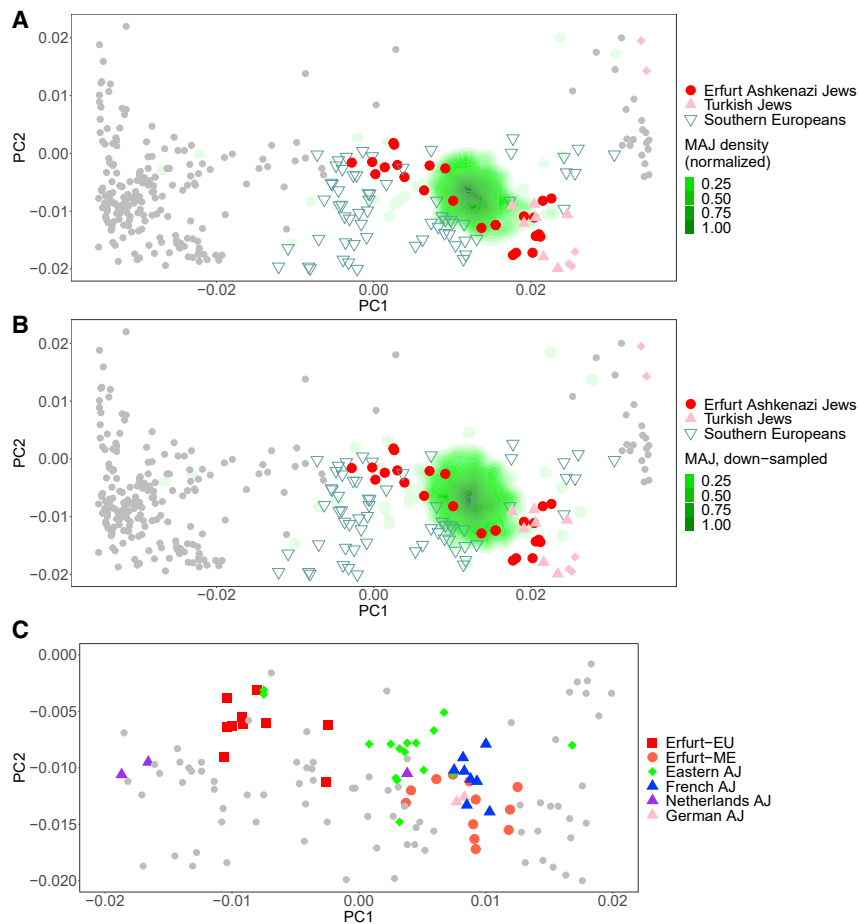 A
0.02
0.01
0.00
−0.01
−0.02
PC2
−0.02
0.00
0.02
PC1
Erfurt Ashkenazi Jews
Turkish Jews
Southern Europeans
MAJ density
(normalized)
0.25
0.50
0.75
1.00
B
0.02
0.01
0.00
−0.01
−0.02
PC2
−0.02
0.00
0.02
PC1
Erfurt Ashkenazi Jews
Turkish Jews
Southern Europeans
MAJ, down−sampled
0.25
0.50
0.75
1.00
C
0.000
−0.005
−0.010
−0.015
−0.020
PC2
−0.02
−0.01
0.00
0.01
0.02
PC1
Erfurt−EU
Erfurt−ME
Eastern AJ
French AJ
Netherlands AJ
German AJ